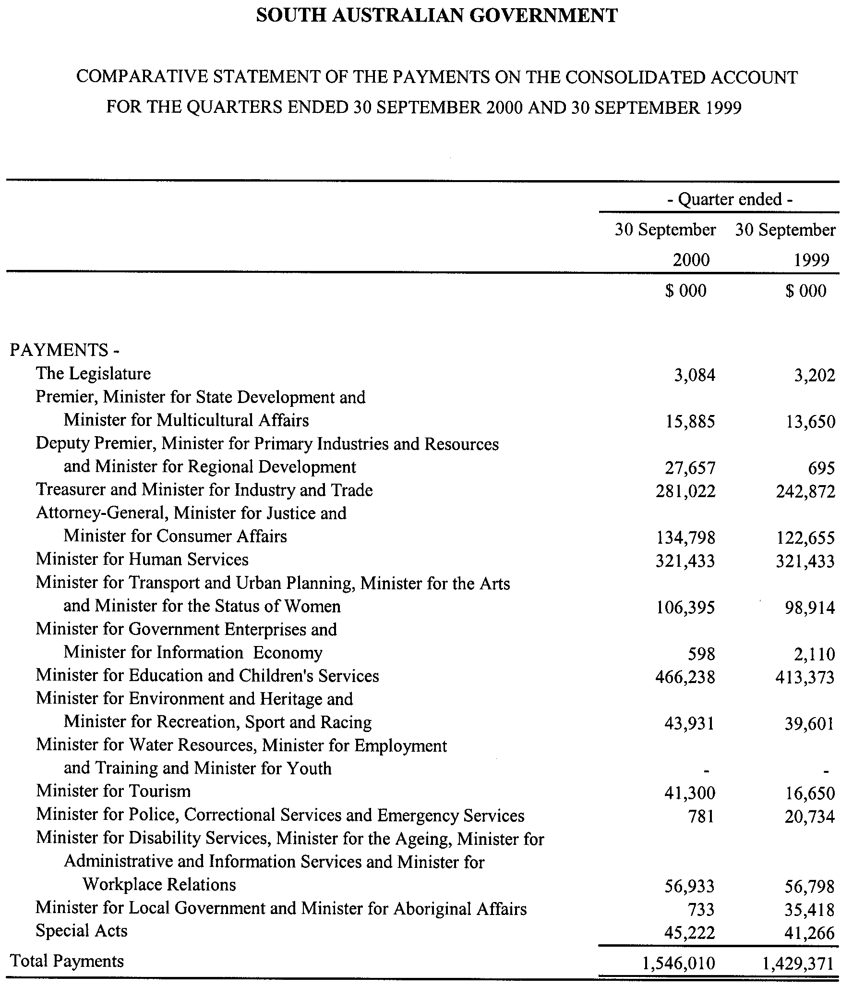 SOUTH AUSTRALIAN GOVERNMENT
COMPARATIVE STATEMENT OF THE PAYMENTS ON THE CONSOLIDATED ACCOUNT
FOR THE QUARTERS ENDED 30 SEPTEMBER 2000 AND 30 SEPTEMBER 1999
- Quarter ended -
30 September 30 September
2000 1999
$ 000 $ 000
PAYMENTS -
The Legislature 3,084 3,202
Premier, Minister for State Development and
Minister for Multicultural Affairs 15,885 13,650
Deputy Premier, Minister for Primary Industries and Resources
and Minister for Regional Development 27,657 695
Treasurer and Minister for Industry and Trade 281,022 242,872
Attorney-General, Minister for Justice and
Minister for Consumer Affairs 134,798 122,655
Minister for Human Services 321,433 321,433
Minister for Transport and Urban Planning, Minister for the Arts
and Minister for the Status of Women 106,395 98,914
Minister for Government Enterprises and
Minister for Information Economy 598 2,110
Minister for Education and Children's Services 466,238 413,373
Minister for Environment and Heritage and
Minister for Recreation, Sport and Racing 43,931 39,601
Minister for Water Resources, Minister for Employment
and Training and Minister for Youth - -
Minister for Tourism 41,300 16,650
Minister for Police, Correctional Services and Emergency Services 781 20,734
Minister for Disability Services, Minister for the Ageing, Minister for
Administrative and Information Services and Minister for
Workplace Relations 56,933 56,798
Minister for Local Government and Minister for Aboriginal Affairs 733 35,418
Special Acts 45,222 41,266
Total Payments 1,546,010 1,429,371